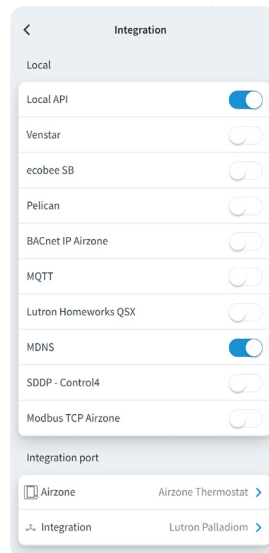 Integration
Local
Local API
Venstar
ecobee SB
Pelican
BACnet IP Airzone
MQTT
Lutron Homeworks QSX
MDNS
SDDP - Control4
Modbus TCP Airzone
Integration port
Airzone Airzone Thermostat
Integration Lutron Palladiom